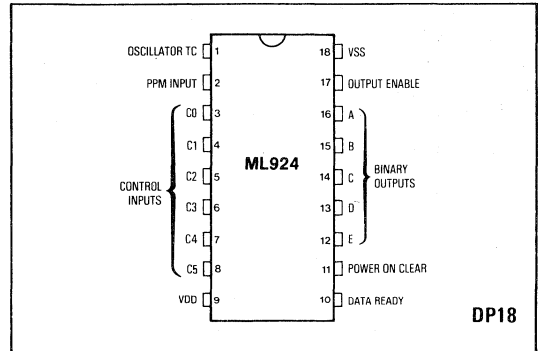 OSCILLATOR TC 1 18 VSS
PPM INPUT 2 17 OUTPUT ENABLE
C0 3 16 A
C1 4 15 B
ML924
C2 5 14 C
BINARY
OUTPUTS
CONTROL
INPUTS
C3 6 13 D
C4 7 12 E
C5 8 11 POWER ON CLEAR
VDD 9 10 DATA READY
DP18